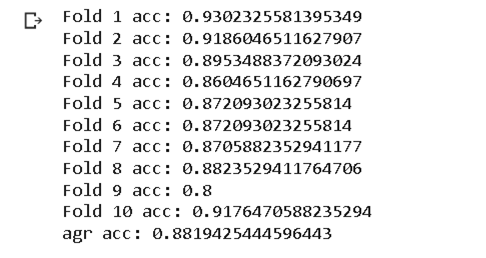 Fold 1 acc: 0.9302325581395349
Fold 2 acc: 0.9186046511627907
Fold 3 acc: 0.8953488372093024
Fold 4 acc: 0.8604651162790697
Fold 5 acc: 0.872093023255814
Fold 6 acc: 0.872093023255814
Fold 7 acc: 0.8705882352941177
Fold 8 acc: 0.8823529411764706
Fold 9 acc: 0.8
Fold 10 acc: 0.9176470588235294
agr acc: 0.8819425444596443